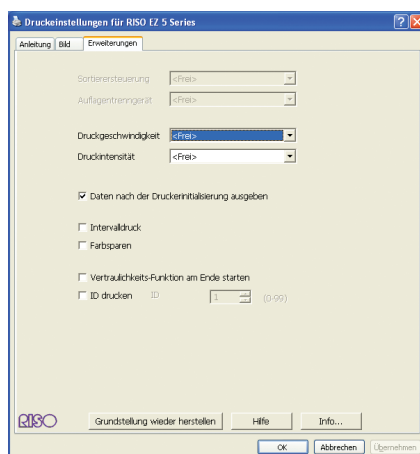 Druckeinstellungen für RISO EZ 5 Series
Anleitung Bild Erweiterungen
Sortierersteuerung <Frei>
Auflagentrenngerät <Frei>
Druckgeschwindigkeit <Frei>
Druckintensität <Frei>
Daten nach der Druckerinitialisierung ausgeben
Intervalldruck
Farbsparen
Vertraulichkeits-Funktion am Ende starten
ID drucken ID 1 (0-99)
RISO Grundstellung wieder herstellen Hilfe Info...
OK Abbrechen Übernehmen